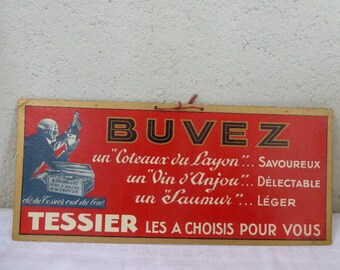 BUVEZ
un "Coteaux du Layon"... SAVOUREUX
un "Vin d'Anjou"... DÉLECTABLE
un "Saumur"... LÉGER
TESSIER LES A CHOISIS POUR VOUS